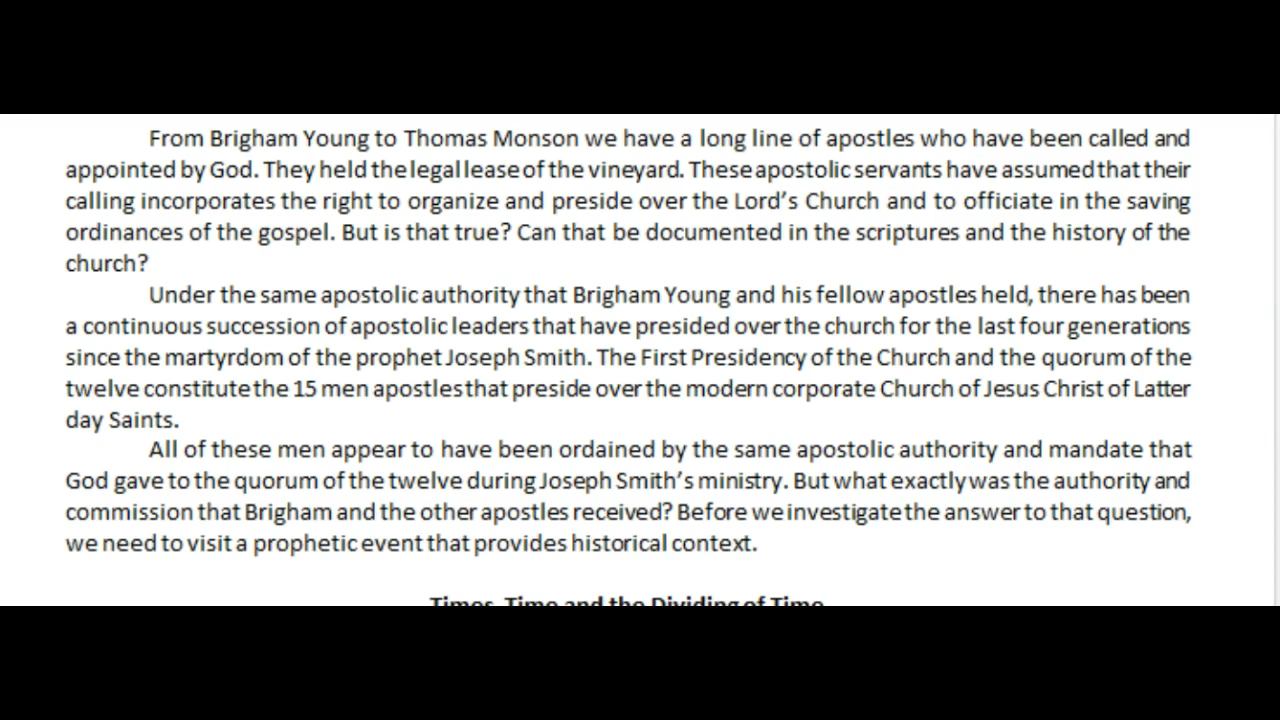 From Brigham Young to Thomas Monson we have a long line of apostles who have been called and
appointed by God. They held the legal lease of the vineyard. These apostolic servants have assumed that their
calling incorporates the right to organize and preside over the Lord's Church and to officiate in the saving
ordinances of the gospel. But is that true? Can that be documented in the scriptures and the history of the
church?
Under the same apostolic authority that Brigham Young and his fellow apostles held, there has been
a continuous succession of apostolic leaders that have presided over the church for the last four generations
since the martyrdom of the prophet Joseph Smith. The First Presidency of the Church and the quorum of the
twelve constitute the 15 men apostles that preside over the modern corporate Church of Jesus Christ of Latter
day Saints.
All of these men appear to have been ordained by the same apostolic authority and mandate that
God gave to the quorum of the twelve during Joseph Smith's ministry. But what exactly was the authority and
commission that Brigham and the other apostles received? Before we investigate the answer to that question,
we need to visit a prophetic event that provides historical context.
Times, Time and the Dividing of Time